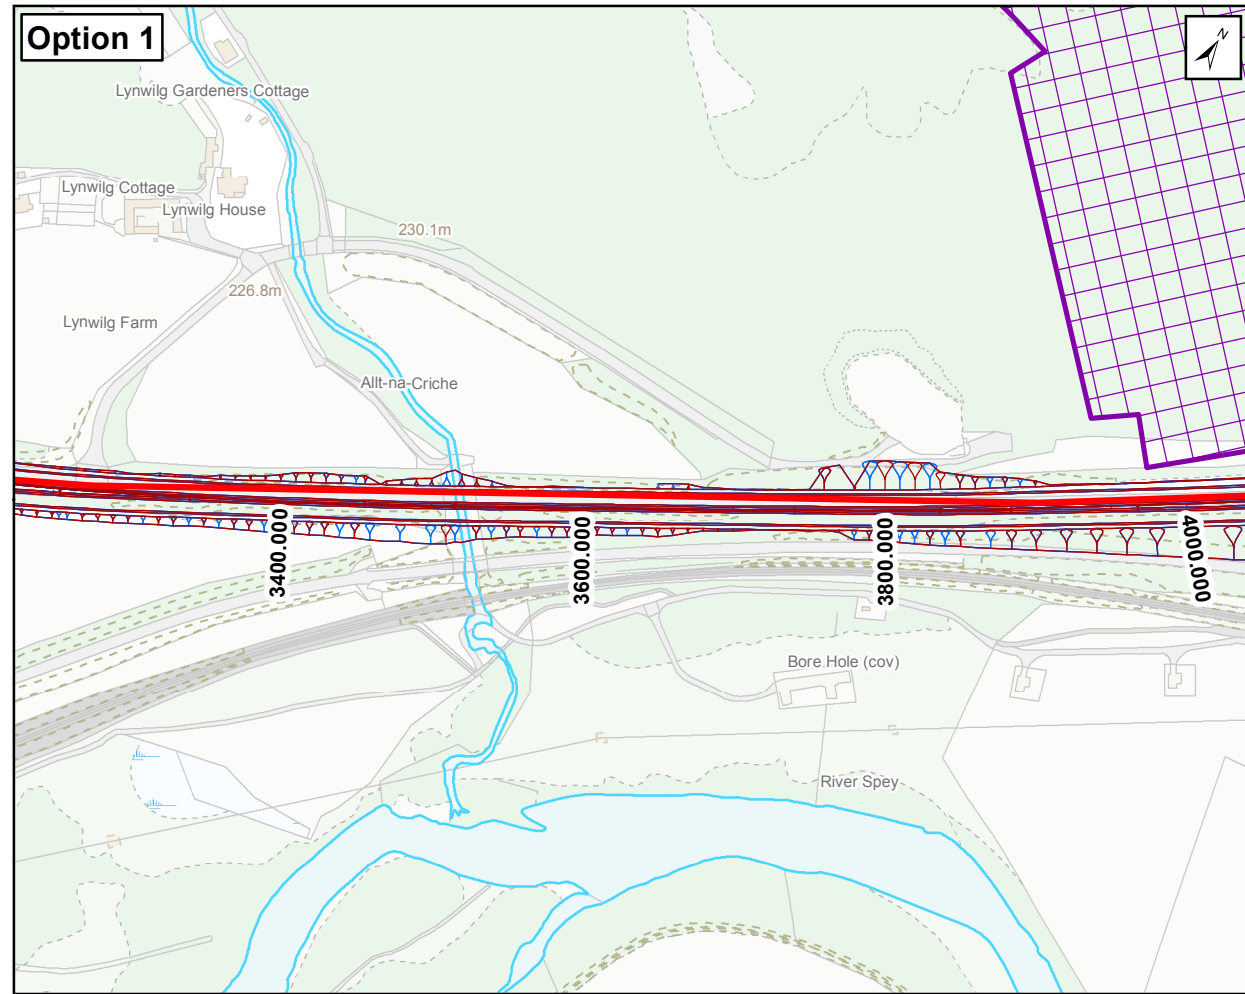 Option 1
N
Lynwilg Gardeners Cottage
Lynwilg Cottage
Lynwilg House
230.1m
226.8m
Lynwilg Farm
Allt-na-Criche
3400.000
3600.000
3800.000
4000.000
Bore Hole (cov)
River Spey